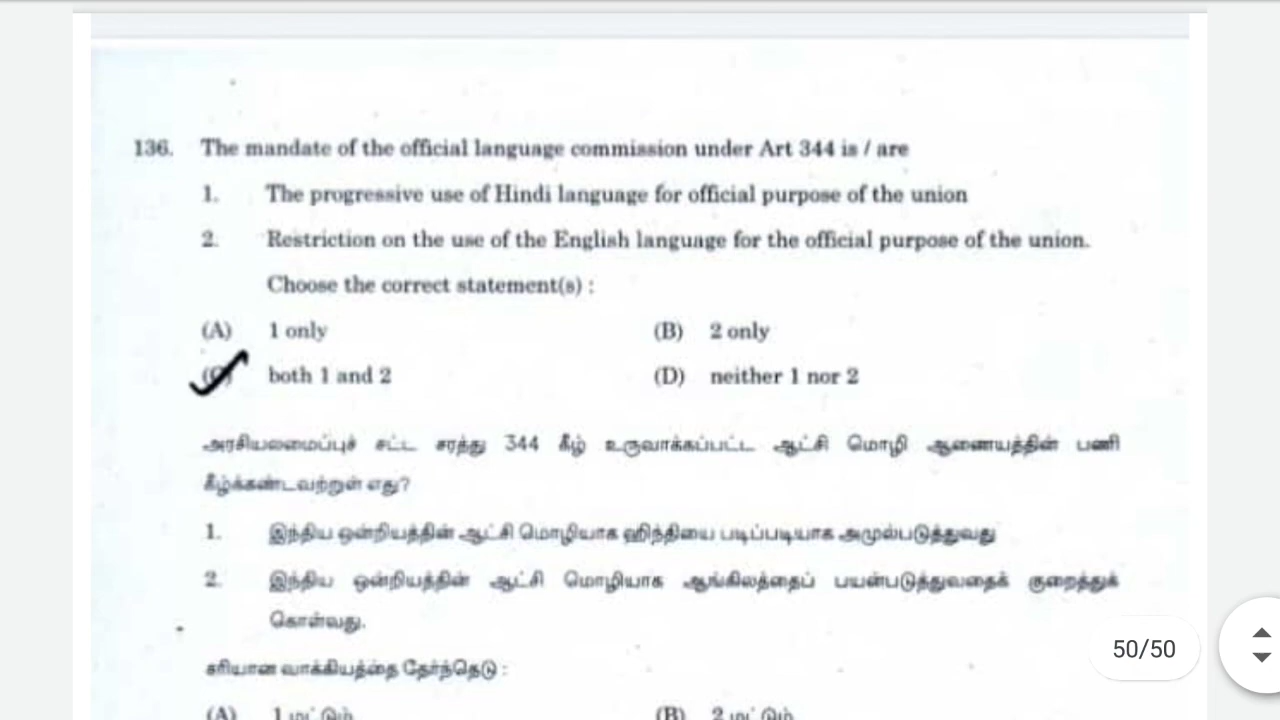 136. The mandate of the official language commission under Art 344 is / are
1. The progressive use of Hindi language for official purpose of the union
2. Restriction on the use of the English language for the official purpose of the union.
Choose the correct statement(s) :
(A) 1 only (B) 2 only
(C) both 1 and 2 (D) neither 1 nor 2
அரசியலமைப்புச் சட்ட சரத்து 344 கீழ் உருவாக்கப்பட்ட ஆட்சி மொழி ஆணையத்தின் பணி
கீழ்க்கண்டவற்றுள் எது?
1. இந்திய ஒன்றியத்தின் ஆட்சி மொழியாக ஹிந்தியை படிப்படியாக அமுல்படுத்துவது
2. இந்திய ஒன்றியத்தின் ஆட்சி மொழியாக ஆங்கிலத்தைப் பயன்படுத்துவதைக் குறைத்துக்
கொள்வது.
சரியான வாக்கியத்தை தேர்ந்தெடு :
(A) 1 மட்டும் (B) 2 மட்டும்
50/50